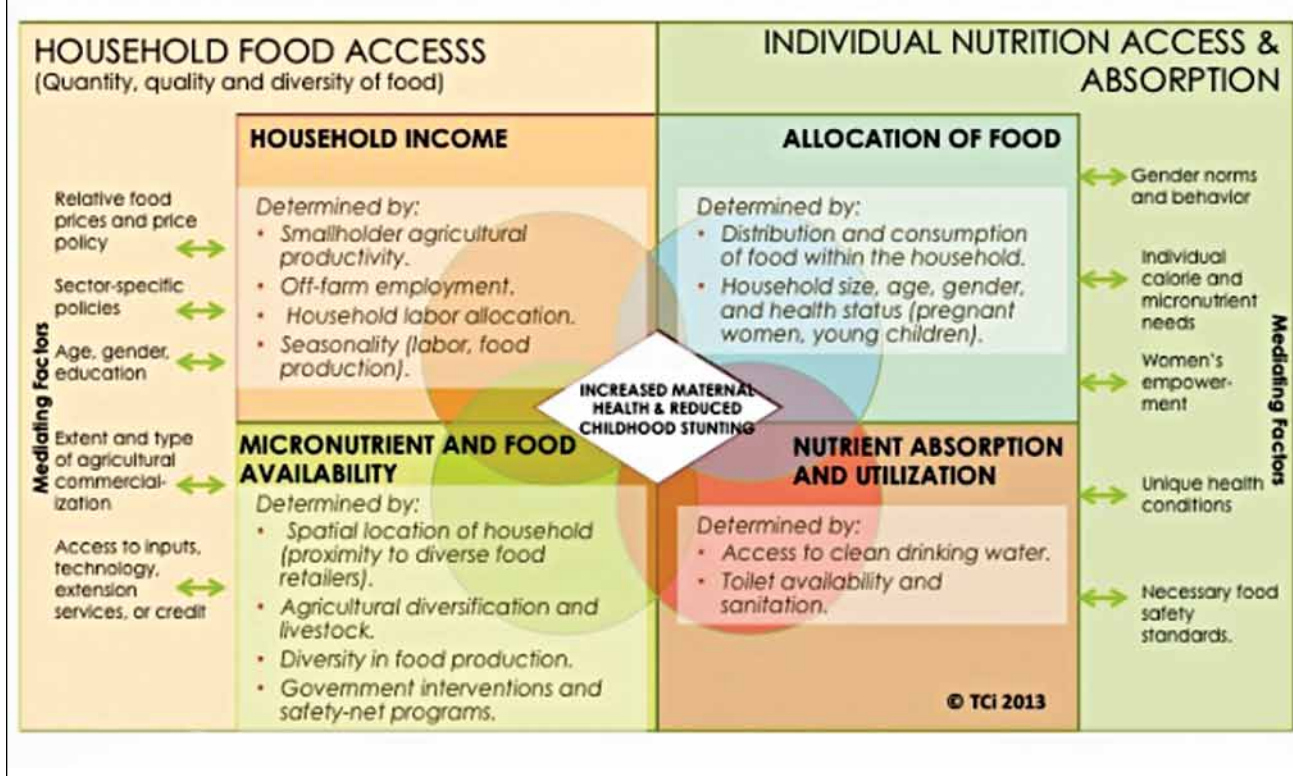 HOUSEHOLD FOOD ACCESSS
(Quantity, quality and diversity of food)
INDIVIDUAL NUTRITION ACCESS &
ABSORPTION
Mediating Factors
Relative food
prices and price
policy
Sector-specific
policies
Age, gender,
education
Extent and type
of agricultural
commercial-
ization
Access to inputs,
technology,
extension
services, or credit
HOUSEHOLD INCOME
Determined by:
• Smallholder agricultural
productivity.
• Off-farm employment.
• Household labor allocation.
• Seasonality (labor, food
production).
ALLOCATION OF FOOD
Determined by:
• Distribution and consumption
of food within the household.
• Household size, age, gender,
and health status (pregnant
women, young children).
INCREASED MATERNAL
HEALTH & REDUCED
CHILDHOOD STUNTING
MICRONUTRIENT AND FOOD
AVAILABILITY
Determined by:
• Spatial location of household
(proximity to diverse food
retailers).
• Agricultural diversification and
livestock.
• Diversity in food production.
• Government interventions and
safety-net programs.
NUTRIENT ABSORPTION
AND UTILIZATION
Determined by:
• Access to clean drinking water.
• Toilet availability and
sanitation.
© TCi 2013
Gender norms
and behavior
Individual
calorie and
micronutrient
needs
Women's
empower-
ment
Unique health
conditions
Necessary food
safety
standards.
Mediating Factors